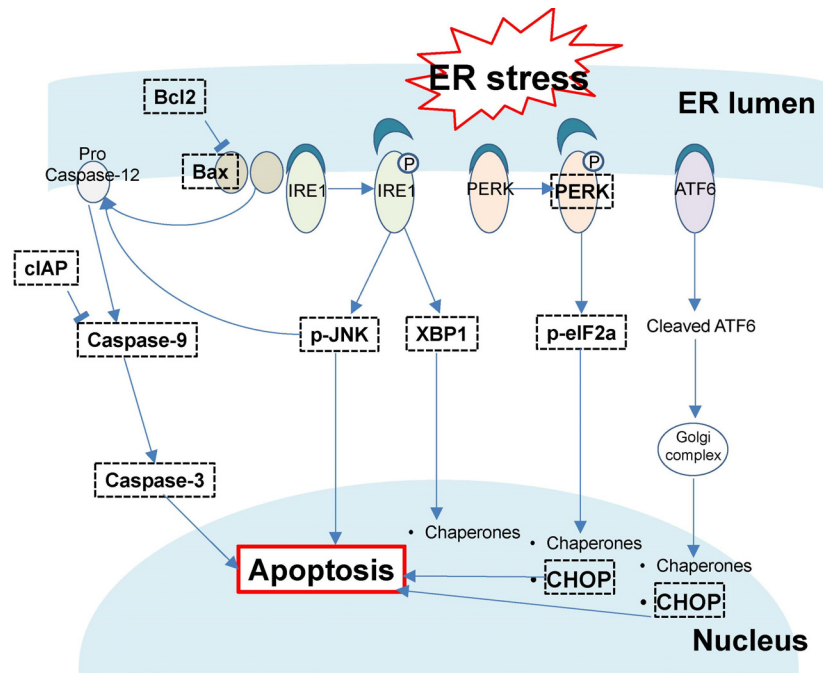 ER stress
ER lumen
Bcl2
Pro
Caspase-12
Bax
IRE1
P
IRE1
PERK
P
PERK
ATF6
cIAP
Caspase-9
p-JNK
XBP1
p-eIF2a
Cleaved ATF6
Golgi
complex
Caspase-3
• Chaperones
• Chaperones
• CHOP
Apoptosis
• Chaperones
• CHOP
Nucleus